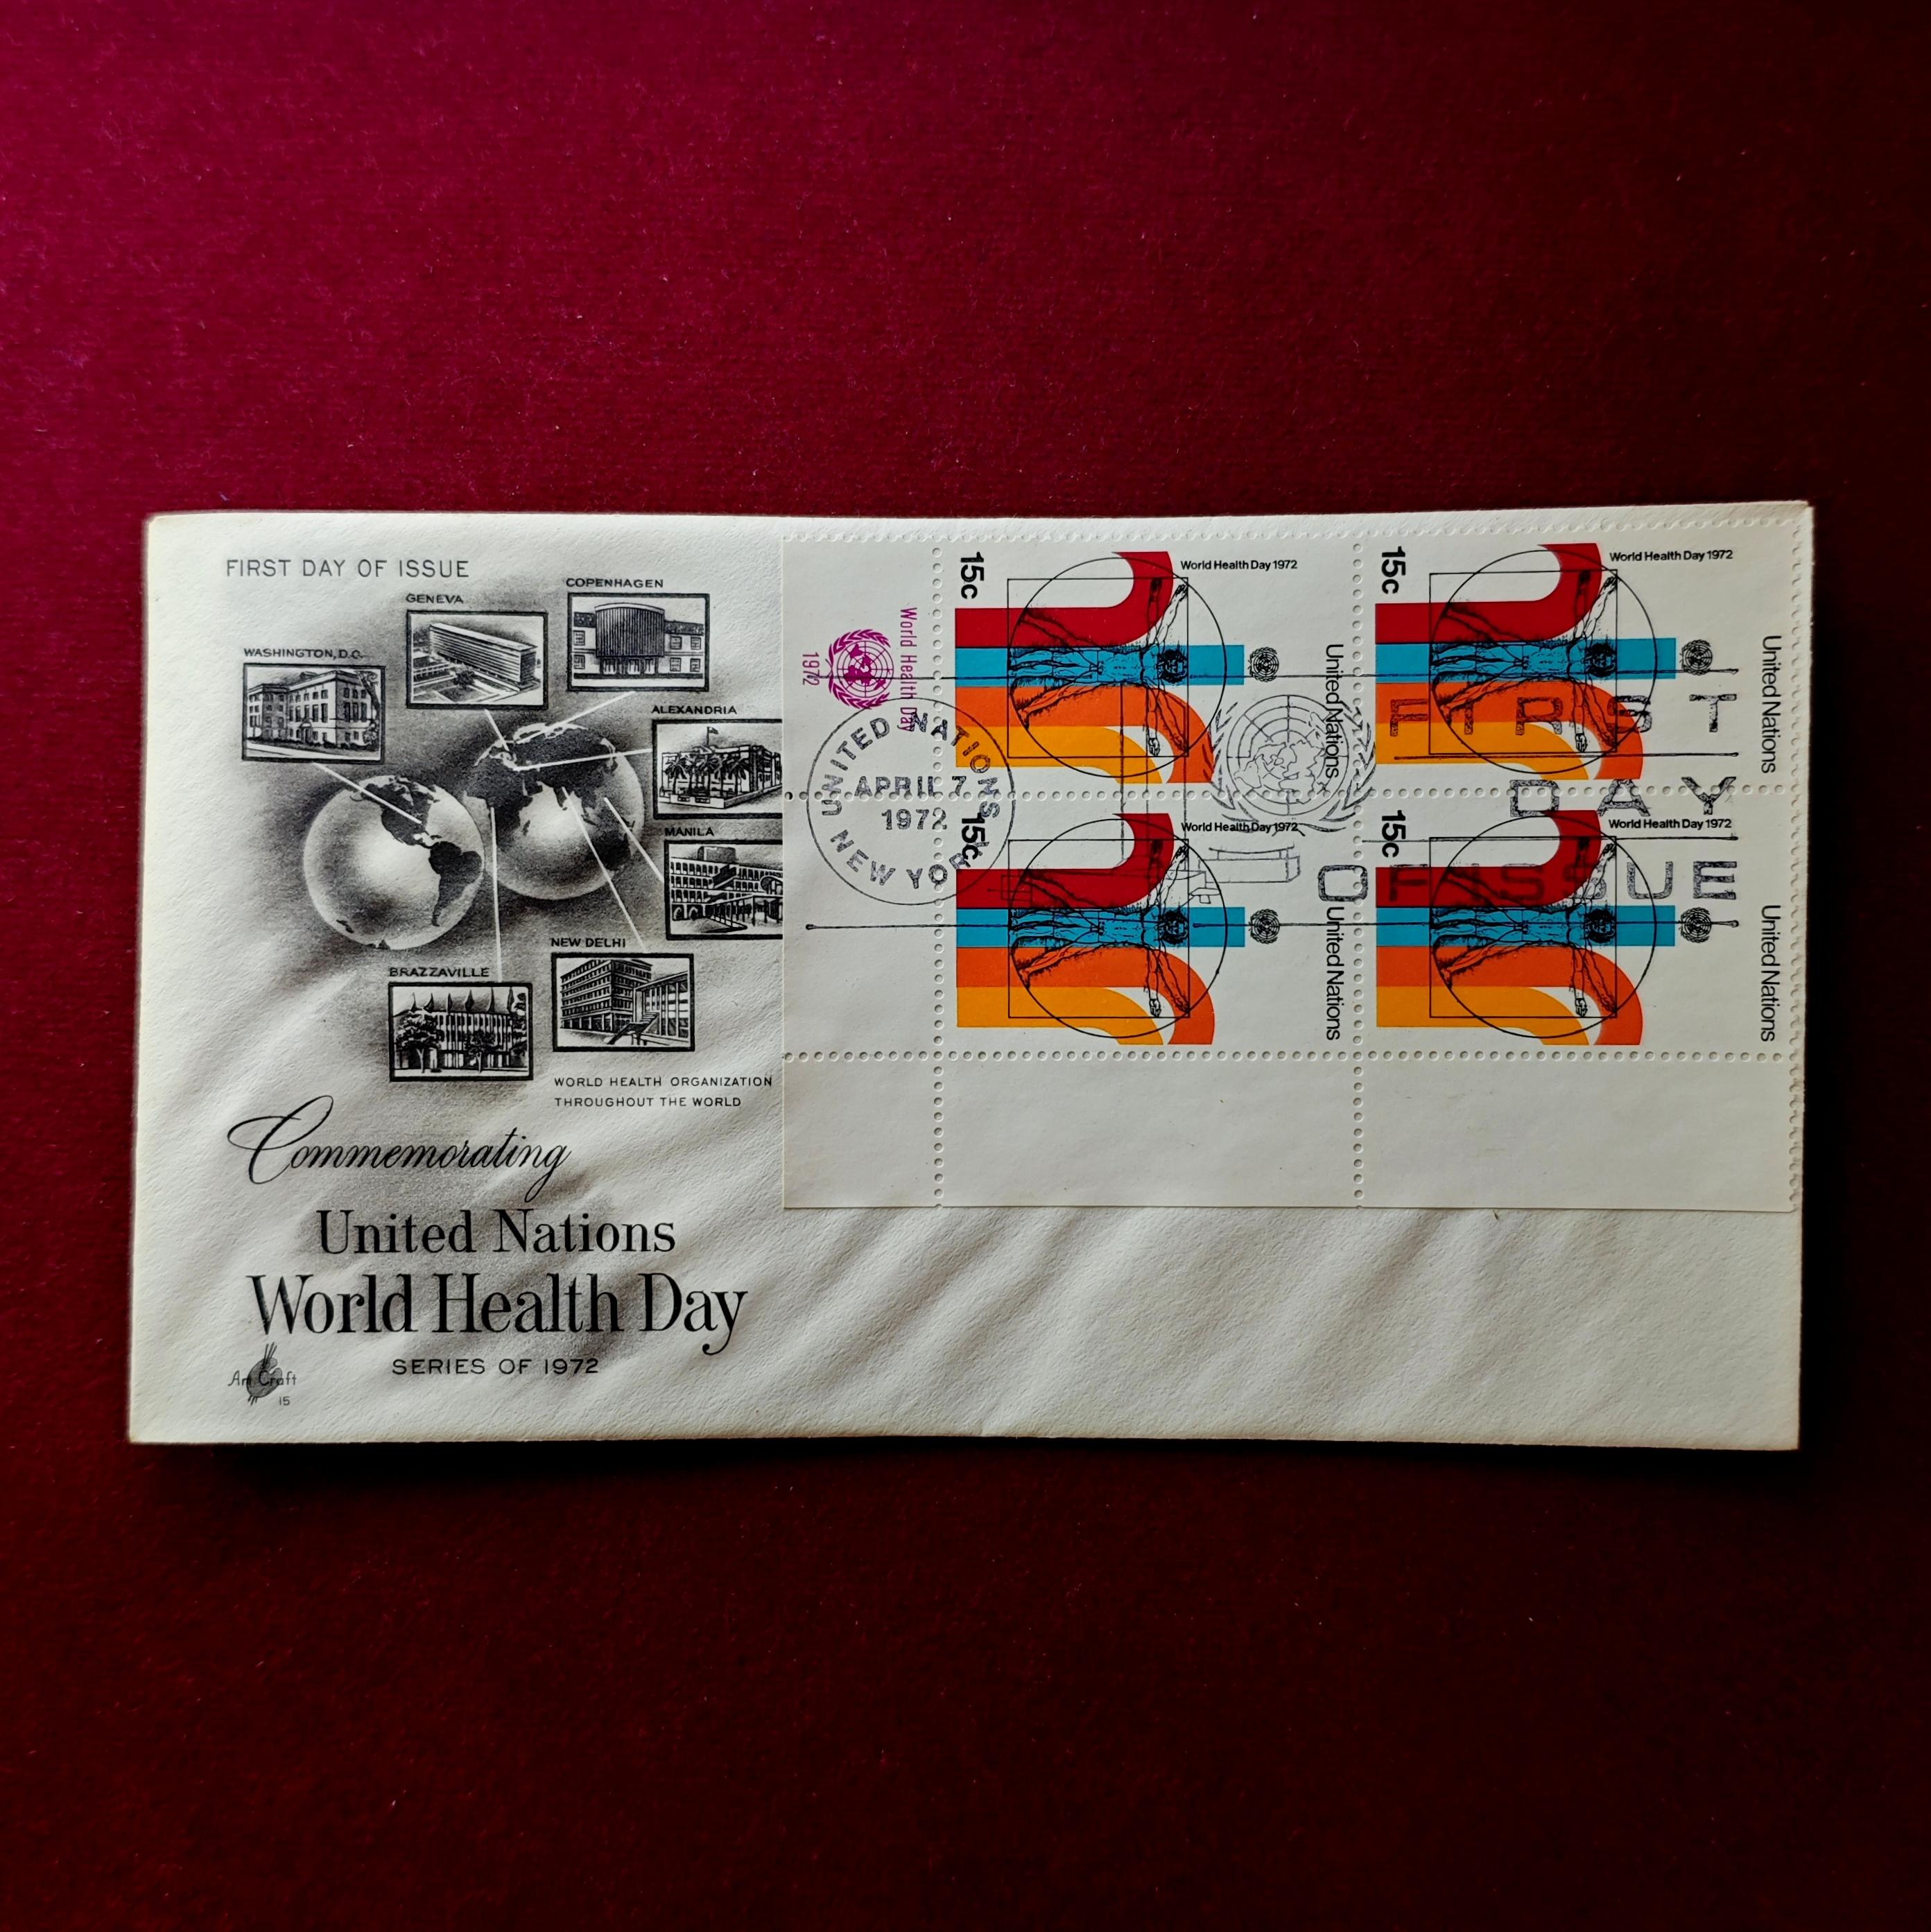 FIRST DAY OF ISSUE
WASHINGTON, D.C.
GENEVA
COPENHAGEN
ALEXANDRIA
MANILA
NEW DELHI
BRAZZAVILLE
WORLD HEALTH ORGANIZATION
THROUGHOUT THE WORLD
Commemorating
United Nations
World Health Day
SERIES OF 1972
Art Craft
15
World Health Day
1972
UNITED NATIONS
APRIL 7
1972
NEW YORK
15c
World Health Day 1972
United Nations
15c
World Health Day 1972
United Nations
15c
World Health Day 1972
United Nations
15c
World Health Day 1972
United Nations
FIRST
DAY
OF ISSUE